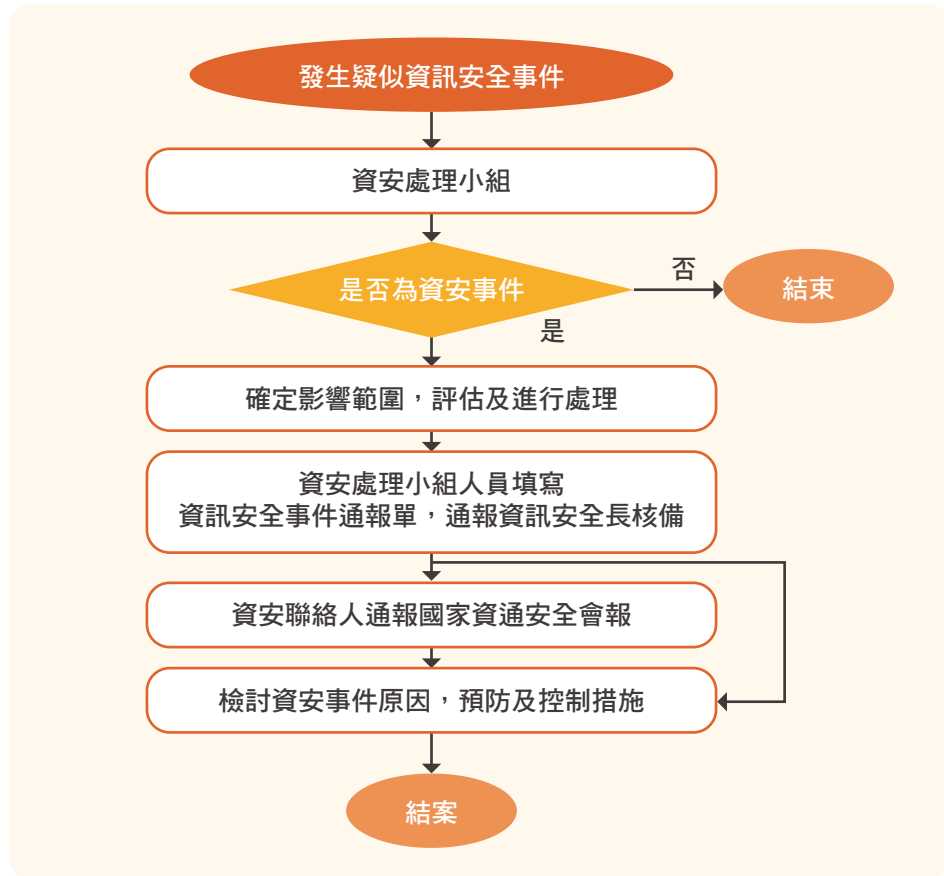 發生疑似資訊安全事件
資安處理小組
是否為資安事件
否
結束
是
確定影響範圍，評估及進行處理
資安處理小組人員填寫
資訊安全事件通報單，通報資訊安全長核備
資安聯絡人通報國家資通安全會報
檢討資安事件原因，預防及控制措施
結案